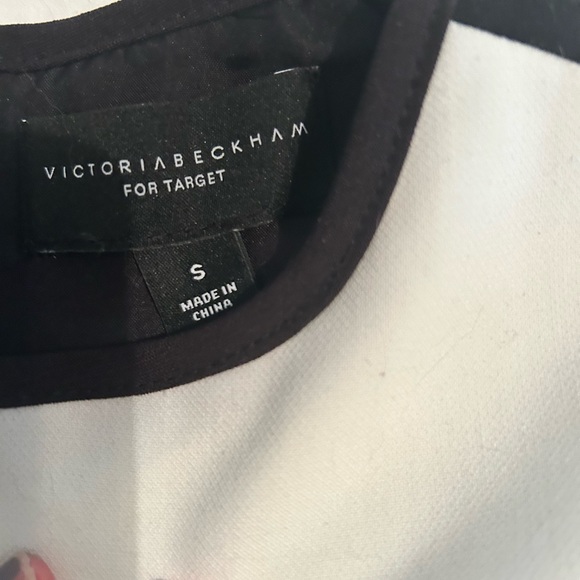 VICTORIABECKHAM
FOR TARGET
S
MADE IN
CHINA